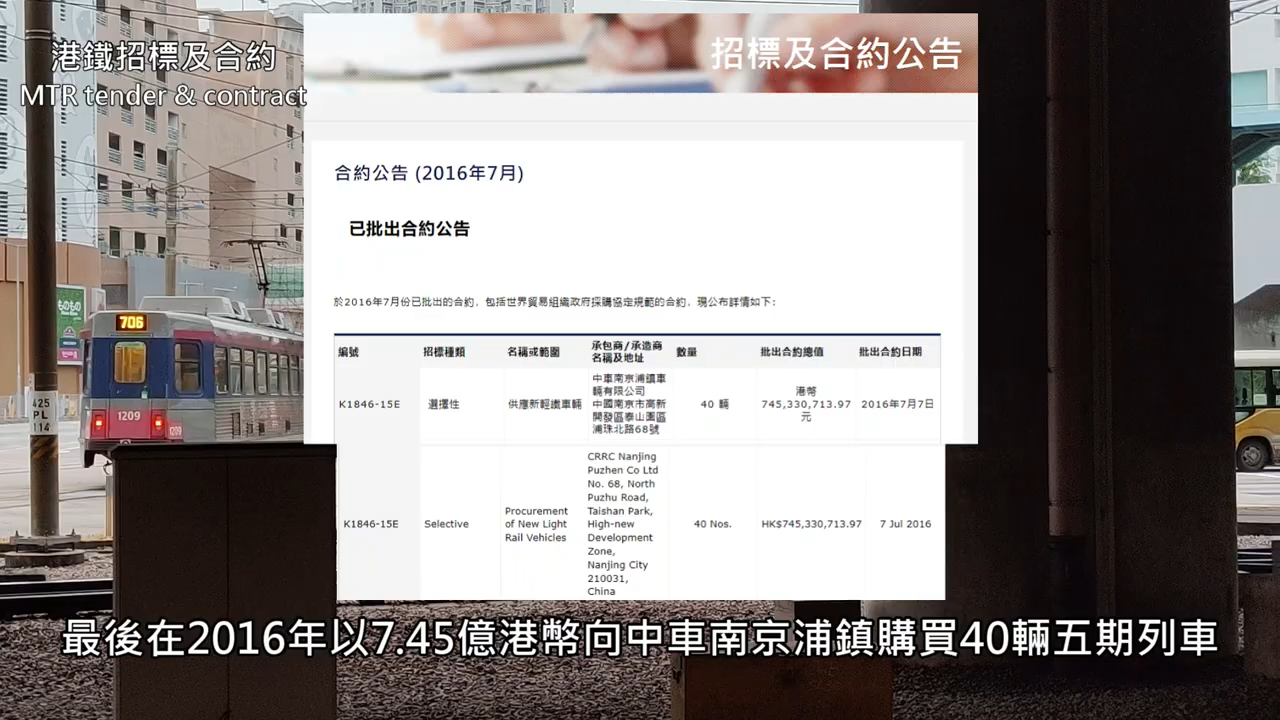 港鐵招標及合約
MTR tender & contract
招標及合約公告
合約公告 (2016年7月)
已批出合約公告
於2016年7月份已批出的合約，包括世界貿易組織政府採購協定規範的合約，現公布詳情如下：
編號 招標種類 名稱或範圍 承包商/承造商名稱及地址 數量 批出合約總值 批出合約日期
K1846-15E 選擇性 供應新輕鐵車輛
中車南京浦鎮車
輛有限公司
中國南京市高新
開發區泰山園區
浦珠北路68號
40 輛
港幣
745,330,713.97
元
2016年7月7日
K1846-15E Selective
Procurement
of New Light
Rail Vehicles
CRRC Nanjing
Puzhen Co Ltd
No. 68, North
Puzhu Road,
Taishan Park,
High-new
Development
Zone,
Nanjing City
210031,
China
40 Nos. HK$745,330,713.97 7 Jul 2016
706
1209
1209
425
PL
114
ものもの
最後在2016年以7.45億港幣向中車南京浦鎮購買40輛五期列車